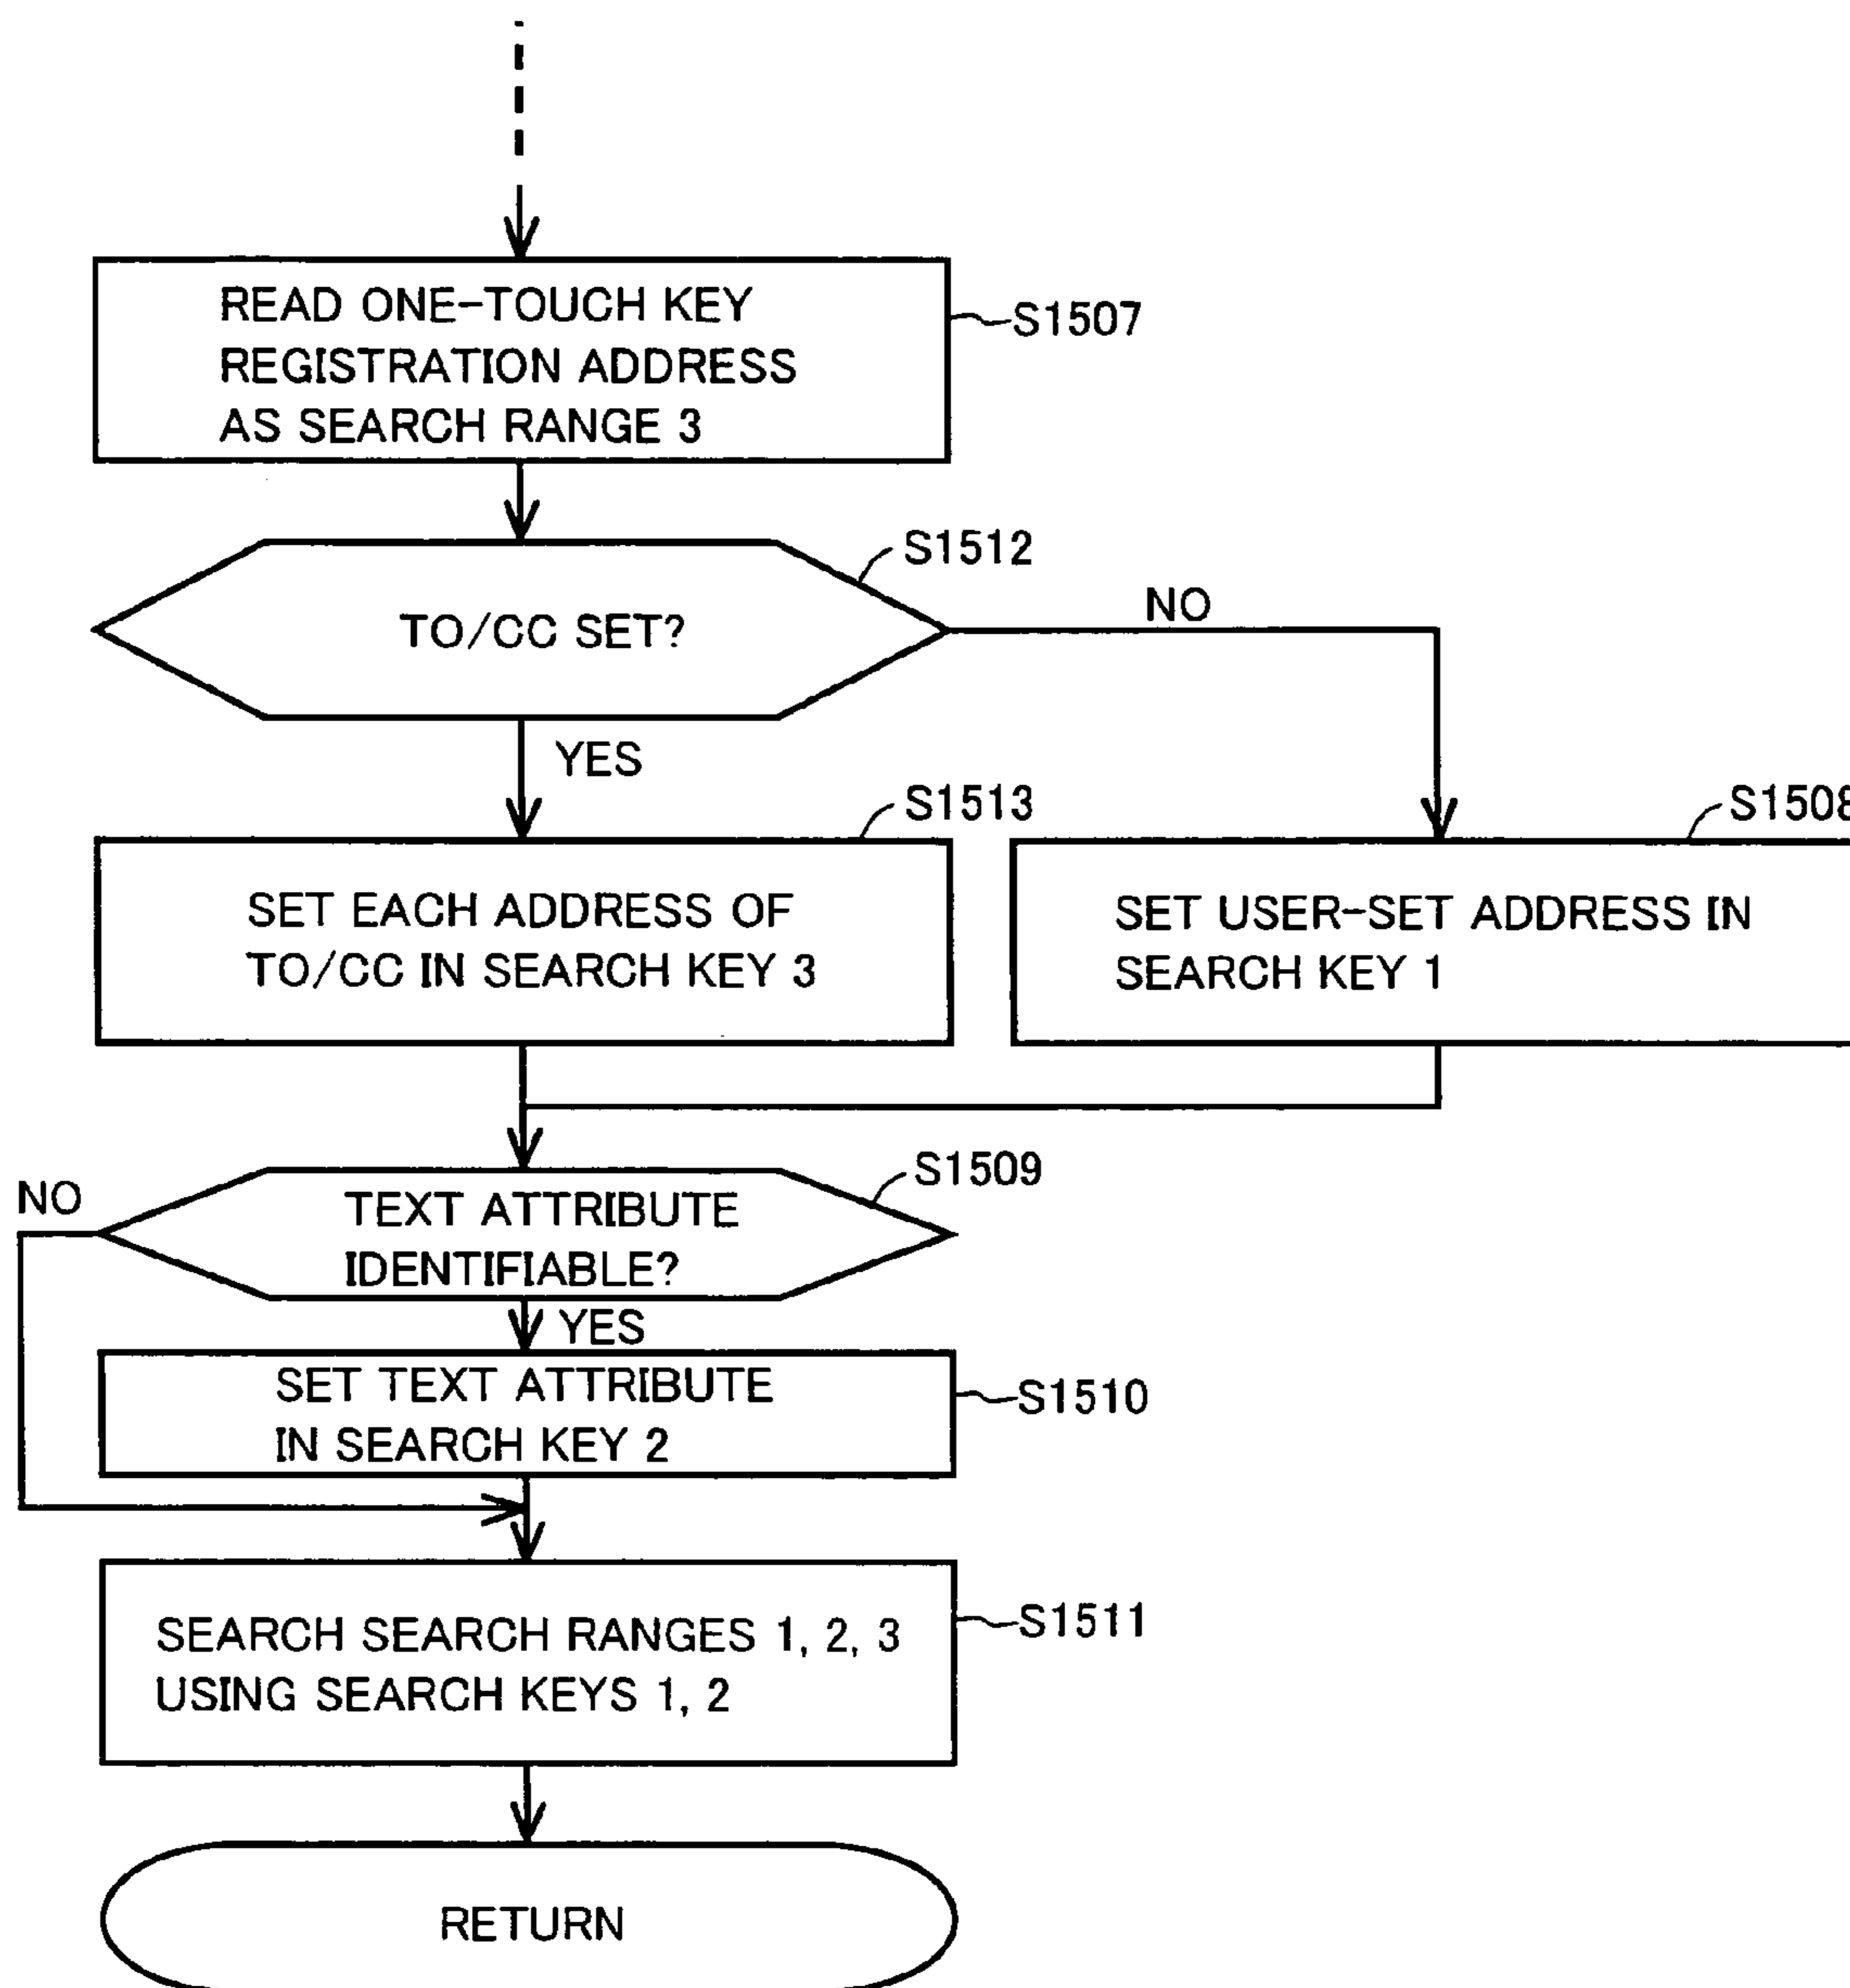 READ ONE-TOUCH KEY
REGISTRATION ADDRESS
AS SEARCH RANGE 3
S1507
TO/CC SET?
S1512
NO
YES
SET EACH ADDRESS OF
TO/CC IN SEARCH KEY 3
S1513
SET USER-SET ADDRESS IN
SEARCH KEY 1
S1508
TEXT ATTRIBUTE
IDENTIFIABLE?
S1509
NO
YES
SET TEXT ATTRIBUTE
IN SEARCH KEY 2
S1510
SEARCH SEARCH RANGES 1, 2, 3
USING SEARCH KEYS 1, 2
S1511
RETURN